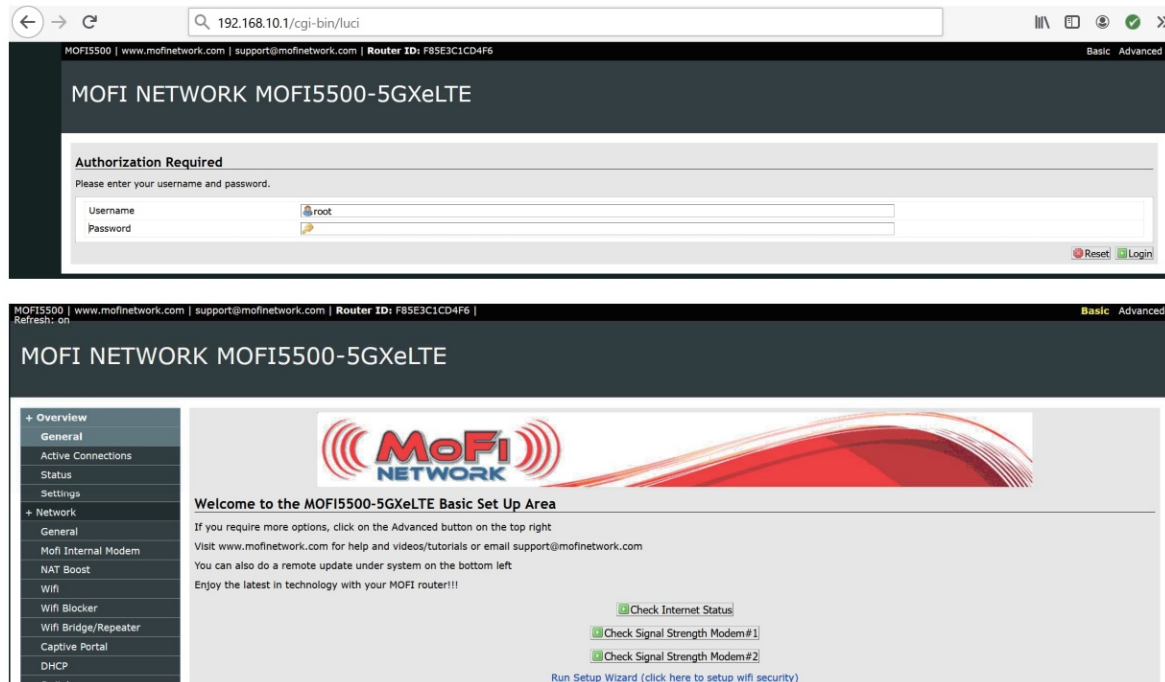 192.168.10.1/cgi-bin/luci
MOFI5500 | www.mofinetwork.com | support@mofinetwork.com | Router ID: F85E3C1CD4F6
Basic Advanced
MOFI NETWORK MOFI5500-5GXeLTE
Authorization Required
Please enter your username and password.
Username root
Password
Reset Login
MOFI5500 | www.mofinetwork.com | support@mofinetwork.com | Router ID: F85E3C1CD4F6 |
Refresh: on
Basic Advanced
MOFI NETWORK MOFI5500-5GXeLTE
+ Overview
General
Active Connections
Status
Settings
+ Network
General
Mofi Internal Modem
NAT Boost
Wifi
Wifi Blocker
Wifi Bridge/Repeater
Captive Portal
DHCP
MoFi
NETWORK
Welcome to the MOFI5500-5GXeLTE Basic Set Up Area
If you require more options, click on the Advanced button on the top right
Visit www.mofinetwork.com for help and videos/tutorials or email support@mofinetwork.com
You can also do a remote update under system on the bottom left
Enjoy the latest in technology with your MOFI router!!!
Check Internet Status
Check Signal Strength Modem#1
Check Signal Strength Modem#2
Run Setup Wizard (click here to setup wifi security)